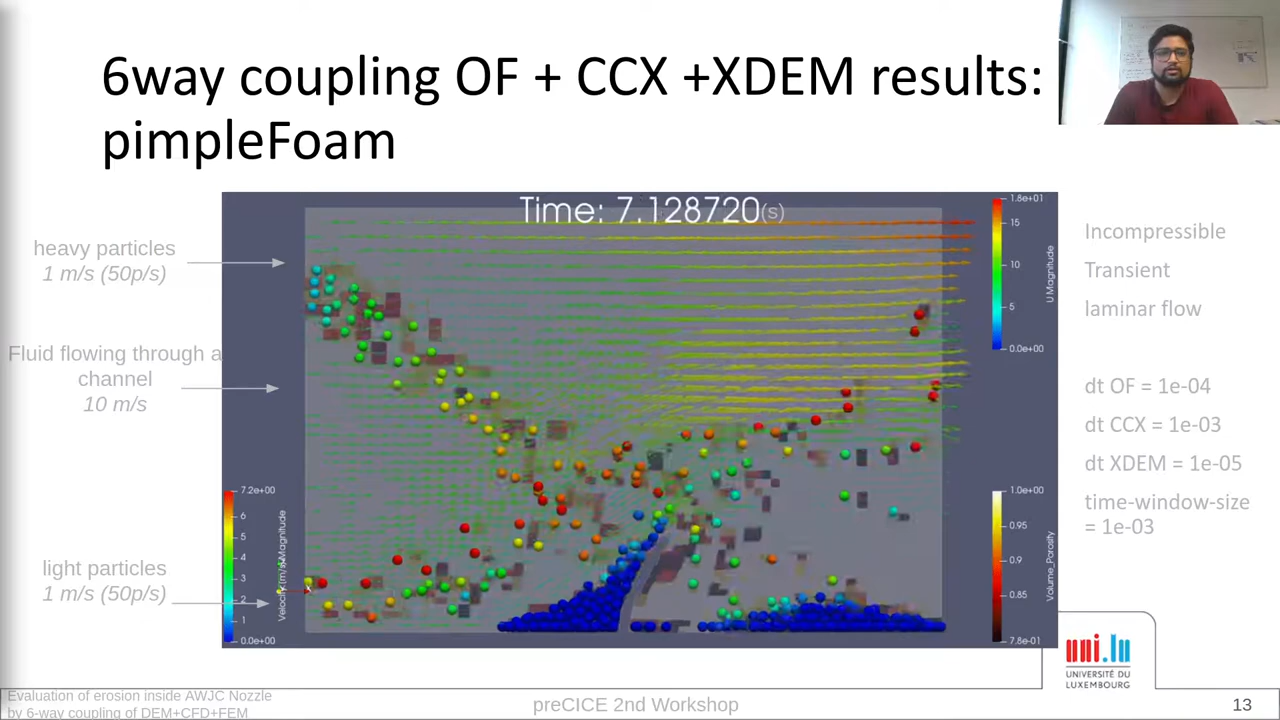 6way coupling OF + CCX +XDEM results:
pimpleFoam
heavy particles
1 m/s (50p/s)
Fluid flowing through a
channel
10 m/s
light particles
1 m/s (50p/s)
Time: 7.128720(s)
1.8e+01
15
10
5
0.0e+00
U Magnitude
7.2e+00
6
5
4
3
2
1
0.0e+00
Velocity (m/s) Magnitude
1.0e+00
0.95
0.9
0.85
7.8e-01
Volume_Porosity
Incompressible
Transient
laminar flow
dt OF = 1e-04
dt CCX = 1e-03
dt XDEM = 1e-05
time-window-size
= 1e-03
uni.lu
UNIVERSITÉ DU
LUXEMBOURG
Evaluation of erosion inside AWJC Nozzle
by 6-way coupling of DEM+CFD+FEM
preCICE 2nd Workshop
13